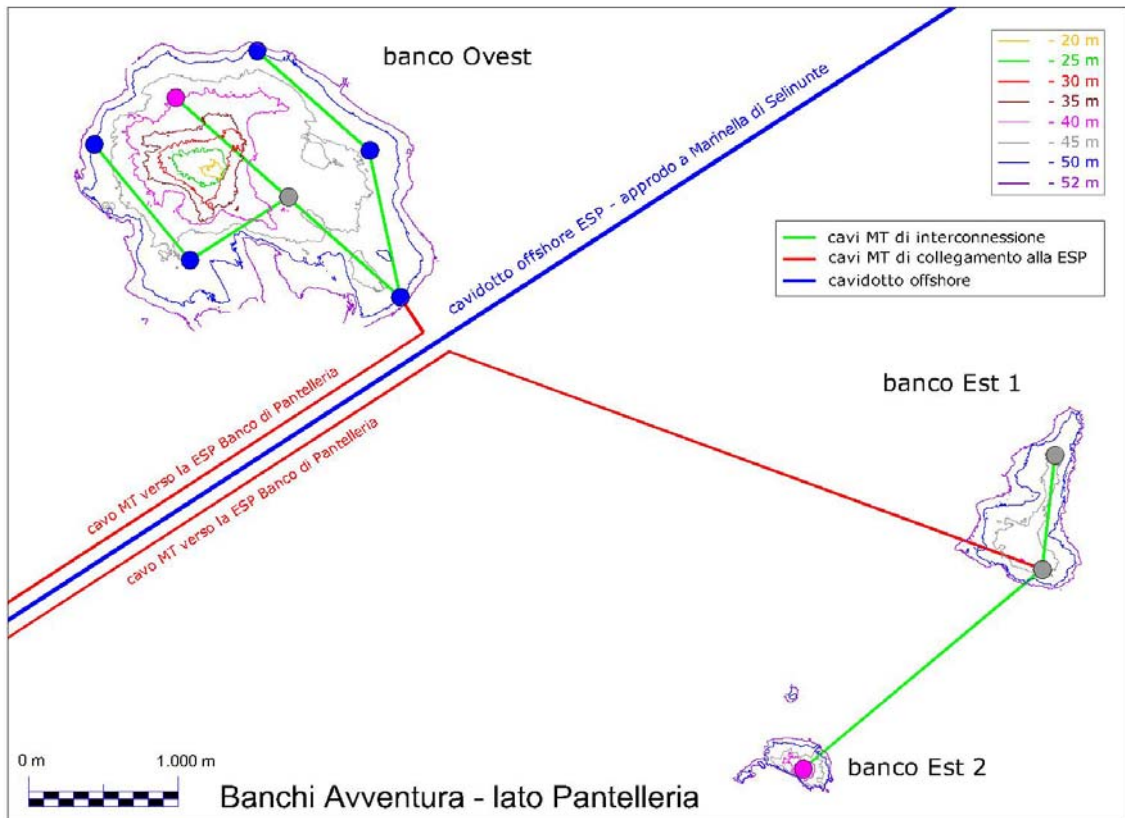 banco Ovest
- 20 m
- 25 m
- 30 m
- 35 m
- 40 m
- 45 m
- 50 m
- 52 m
cavidotto offshore ESP - approdo a Marinella di Selinunte
cavi MT di interconnessione
cavi MT di collegamento alla ESP
cavidotto offshore
banco Est 1
cavo MT verso la ESP Banco di Pantelleria
cavo MT verso la ESP Banco di Pantelleria
banco Est 2
0 m
1.000 m
Banchi Avventura - lato Pantelleria